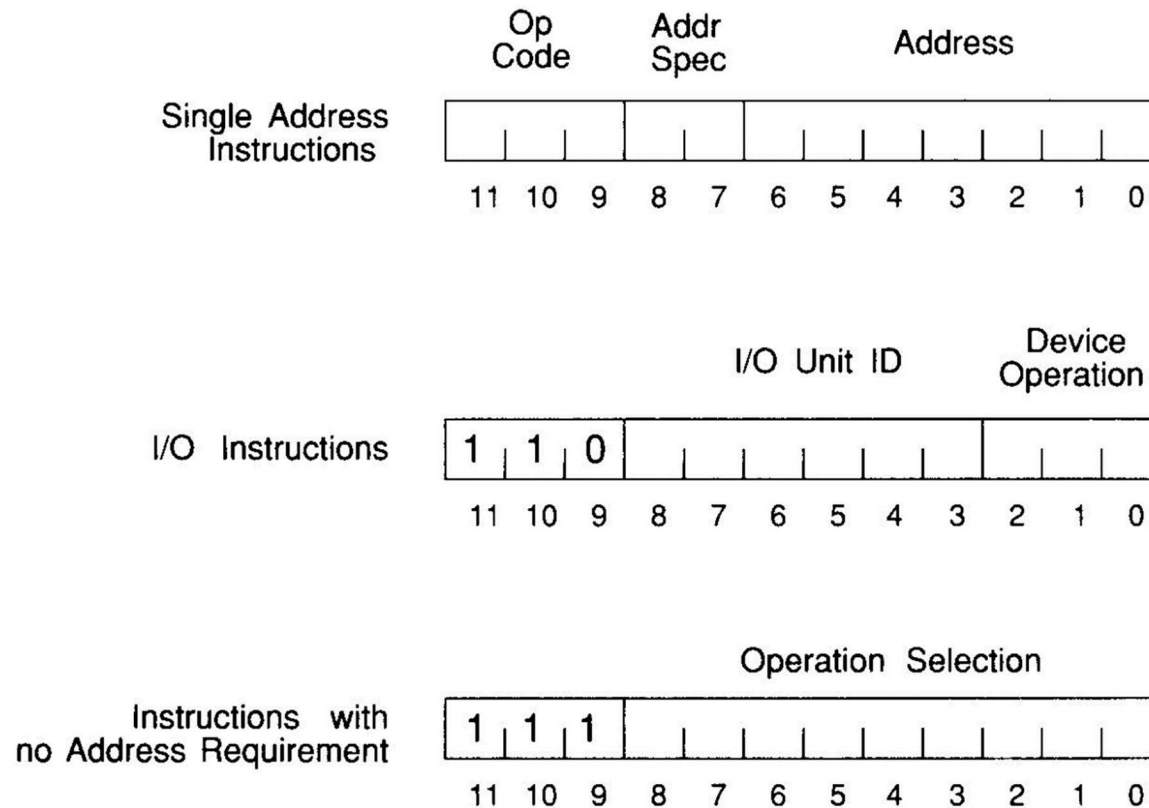 Op Code
Addr Spec
Address
Single Address
Instructions
11 10 9 8 7 6 5 4 3 2 1 0
I/O Unit ID
Device
Operation
I/O Instructions
1 1 0
11 10 9 8 7 6 5 4 3 2 1 0
Operation Selection
Instructions with
no Address Requirement
1 1 1
11 10 9 8 7 6 5 4 3 2 1 0